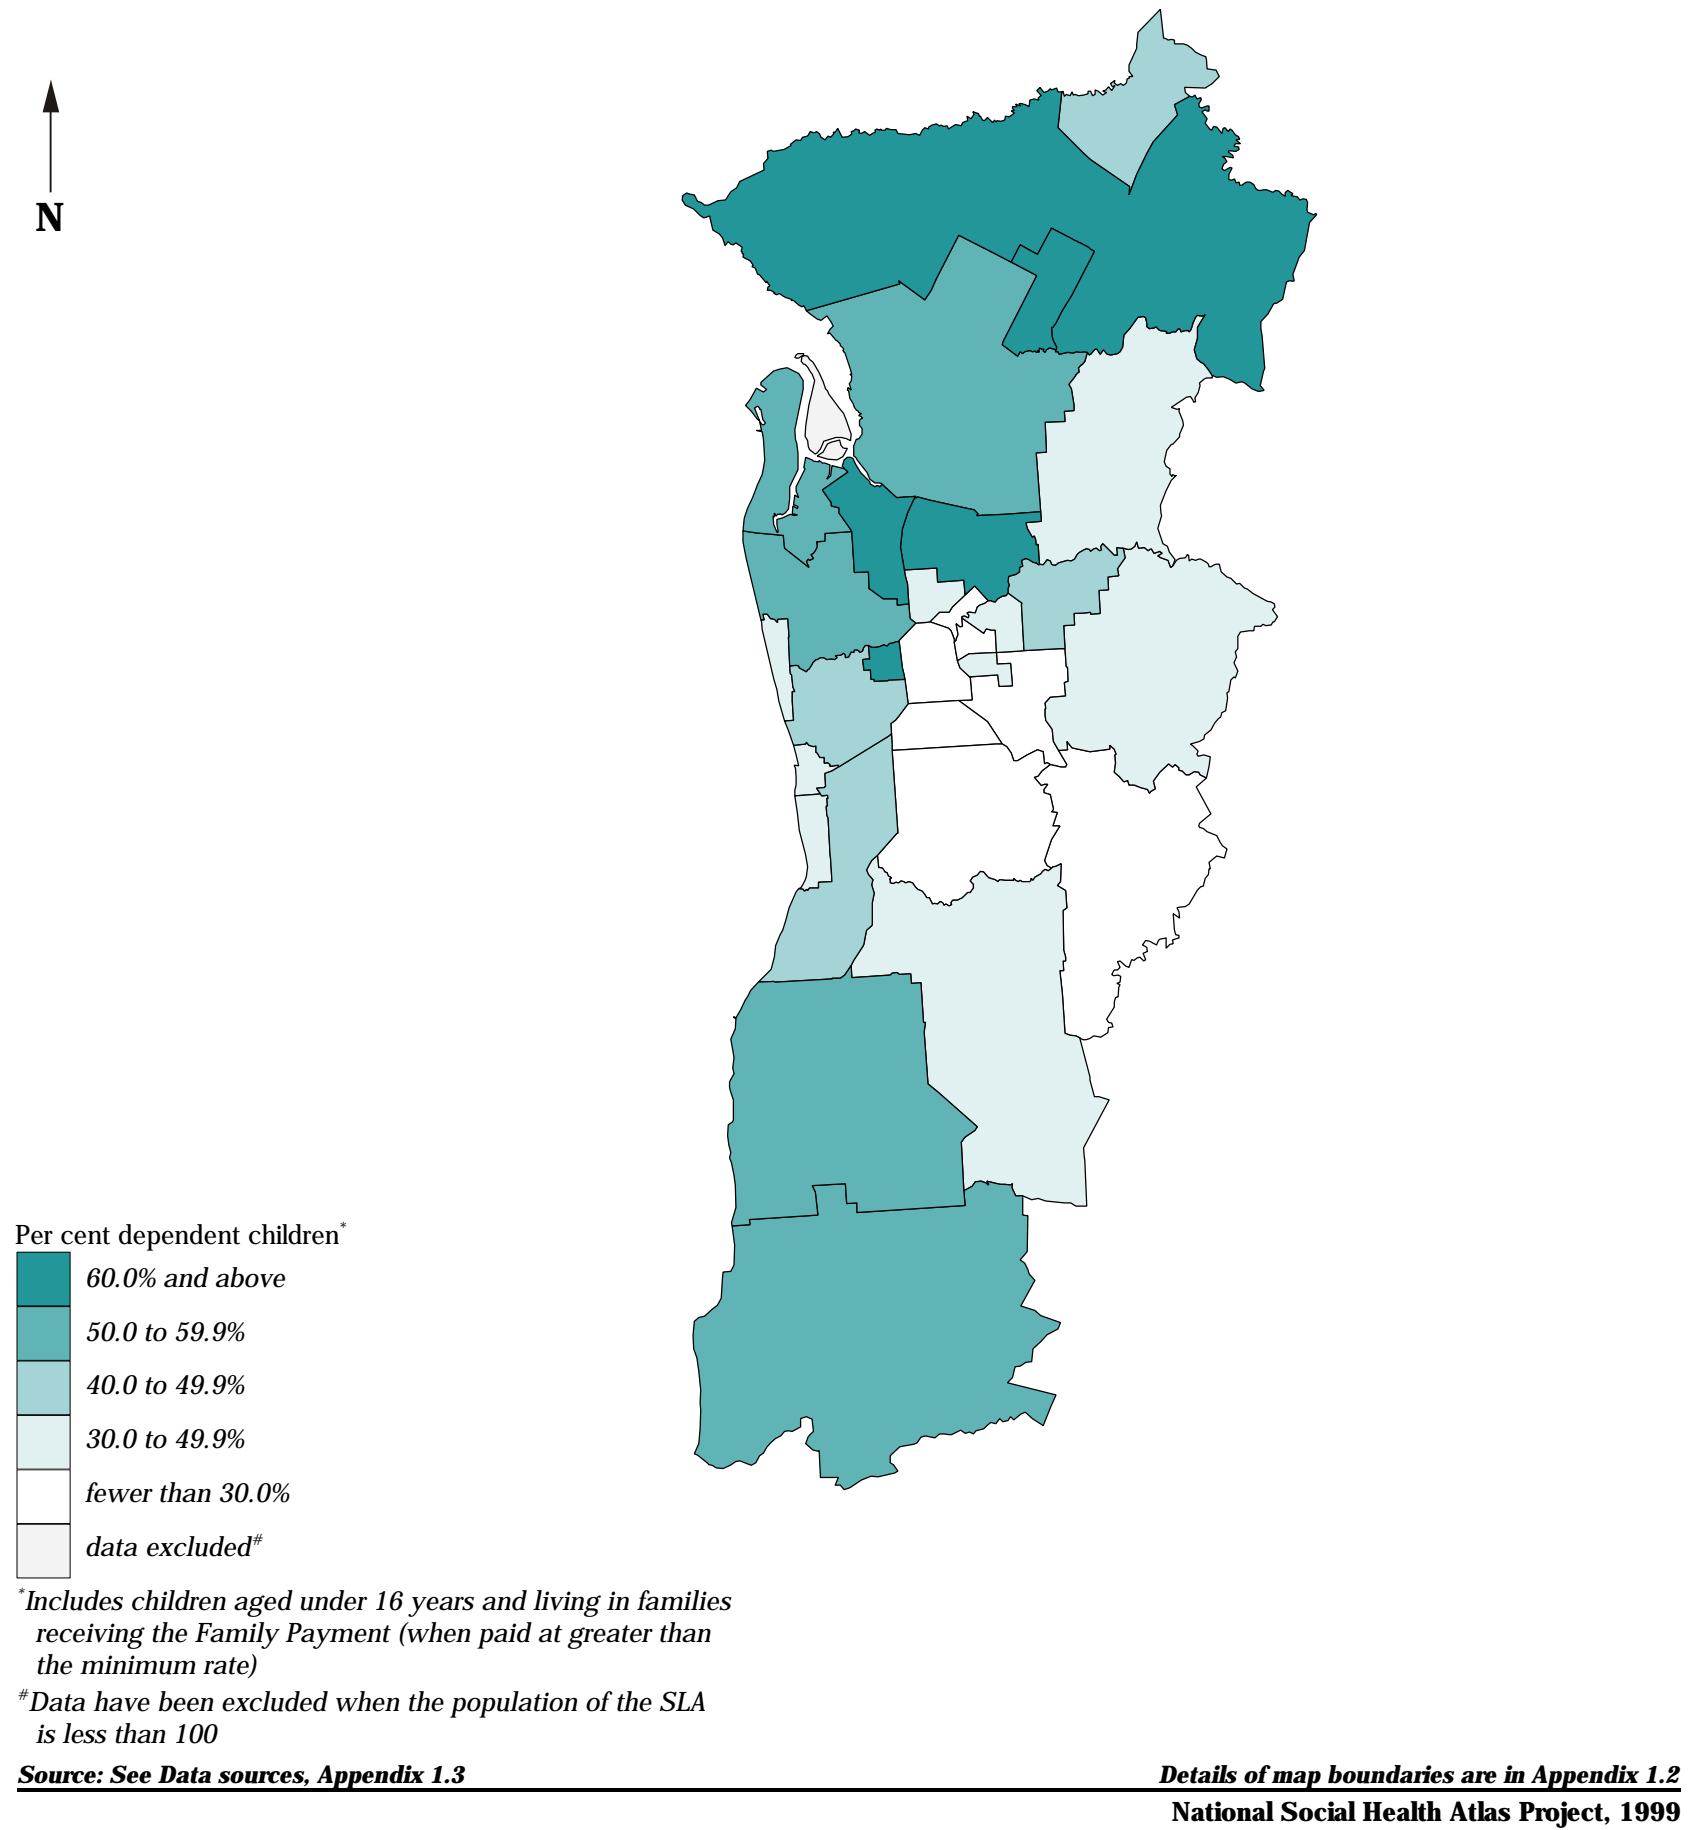 N
Per cent dependent children*
60.0% and above
50.0 to 59.9%
40.0 to 49.9%
30.0 to 49.9%
fewer than 30.0%
data excluded#
*Includes children aged under 16 years and living in families
receiving the Family Payment (when paid at greater than
the minimum rate)
#Data have been excluded when the population of the SLA
is less than 100
Source: See Data sources, Appendix 1.3
Details of map boundaries are in Appendix 1.2
National Social Health Atlas Project, 1999